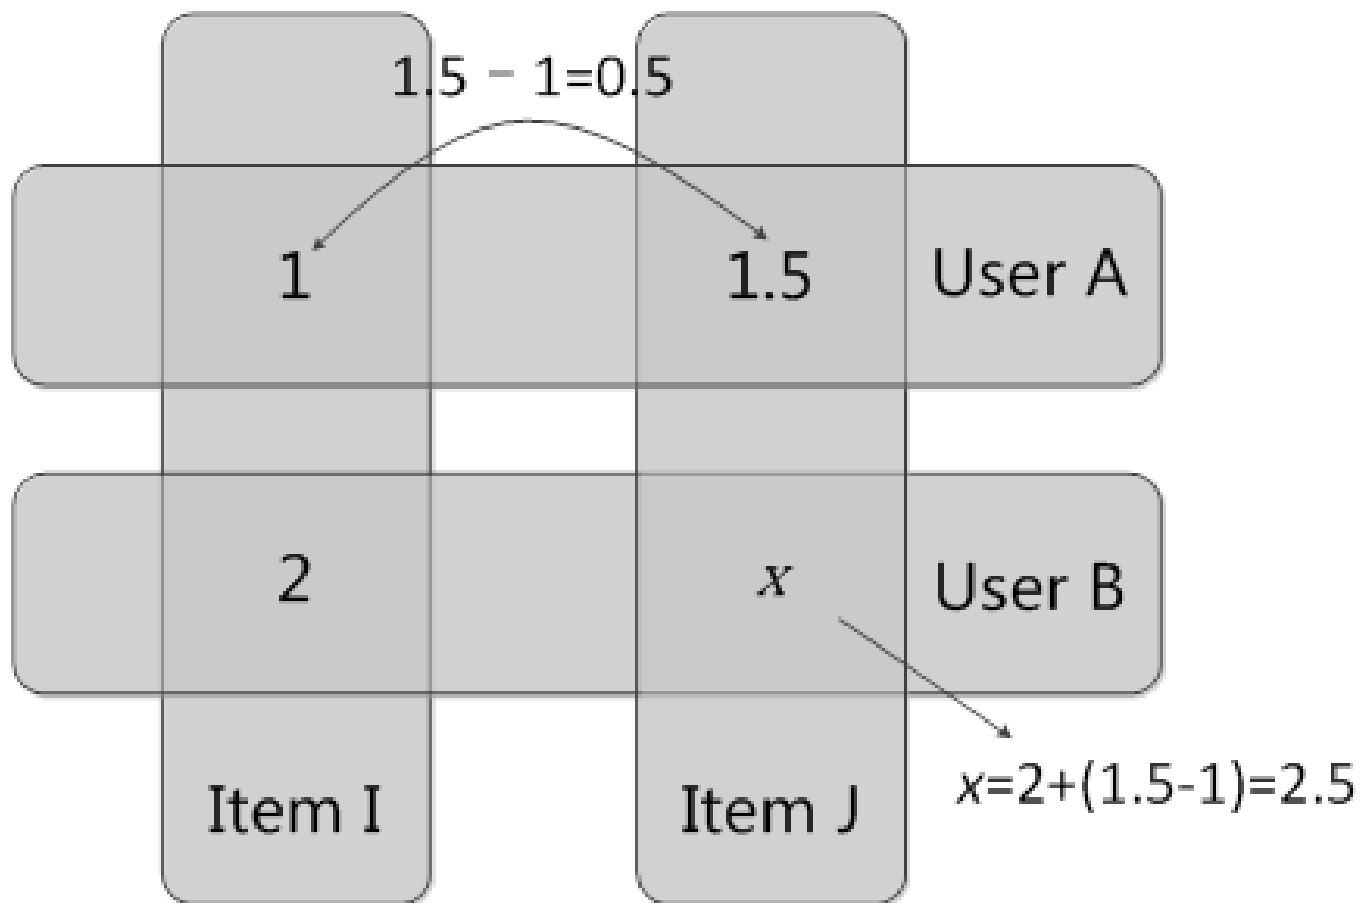 1.5 − 1=0.5
1
1.5
User A
2
x
User B
x=2+(1.5-1)=2.5
Item I
Item J